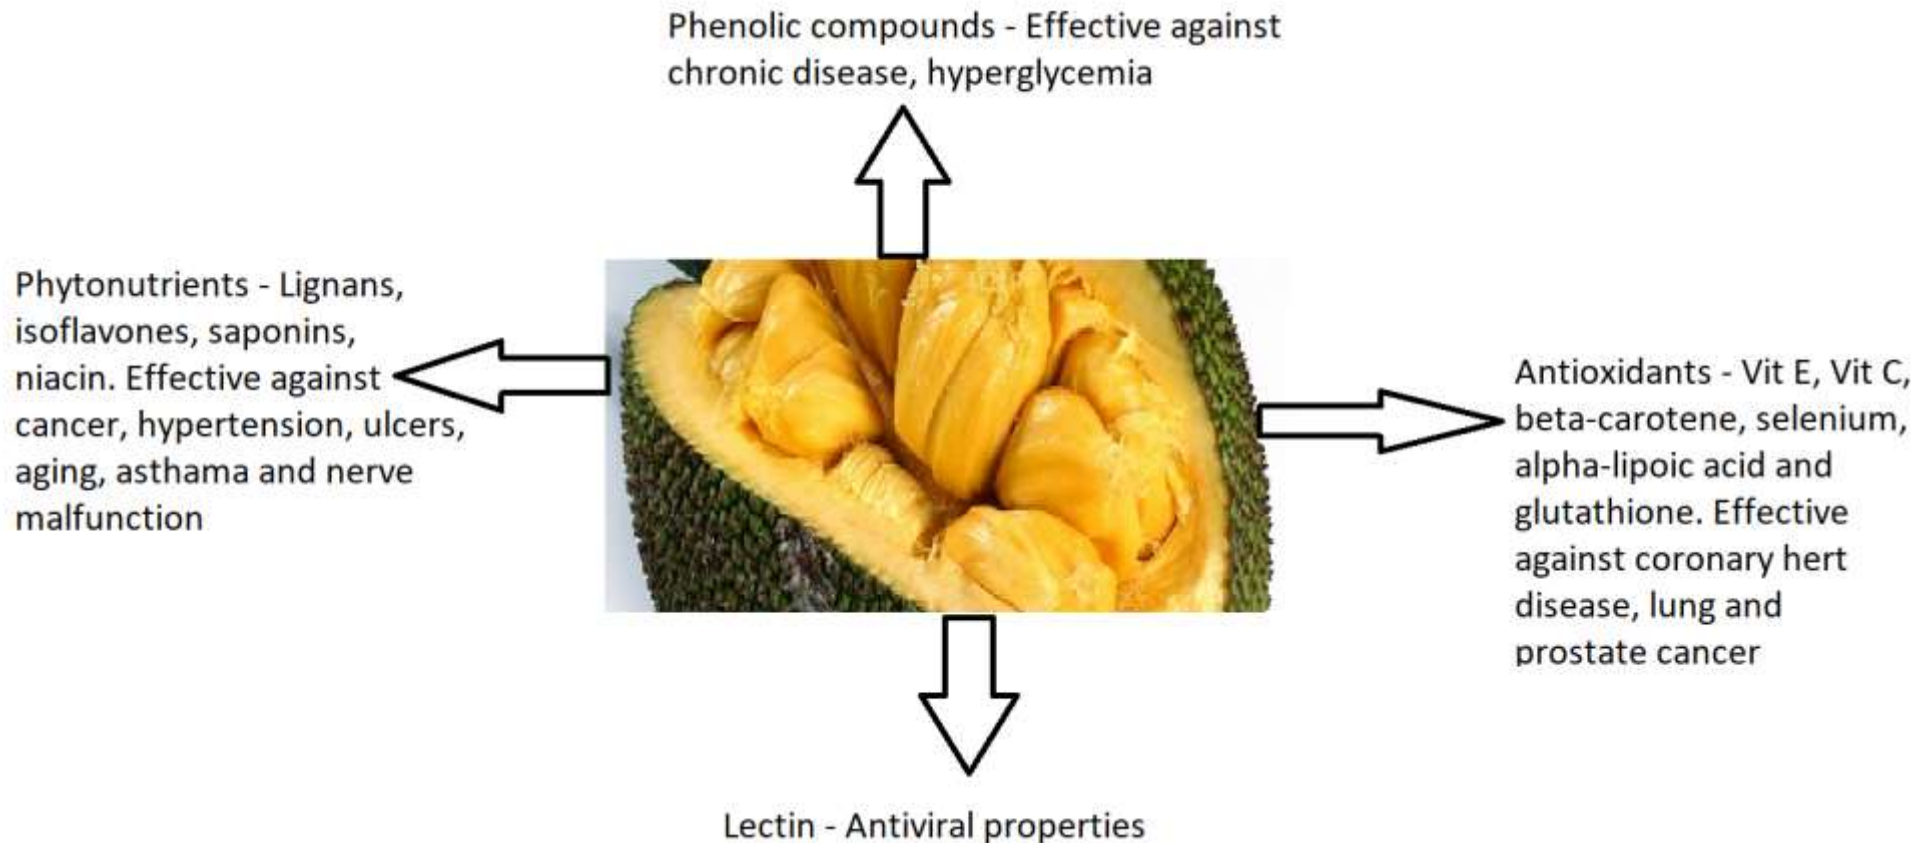 Phenolic compounds - Effective against
chronic disease, hyperglycemia
Phytonutrients - Lignans,
isoflavones, saponins,
niacin. Effective against
cancer, hypertension, ulcers,
aging, asthama and nerve
malfunction
Antioxidants - Vit E, Vit C,
beta-carotene, selenium,
alpha-lipoic acid and
glutathione. Effective
against coronary hert
disease, lung and
prostate cancer
Lectin - Antiviral properties